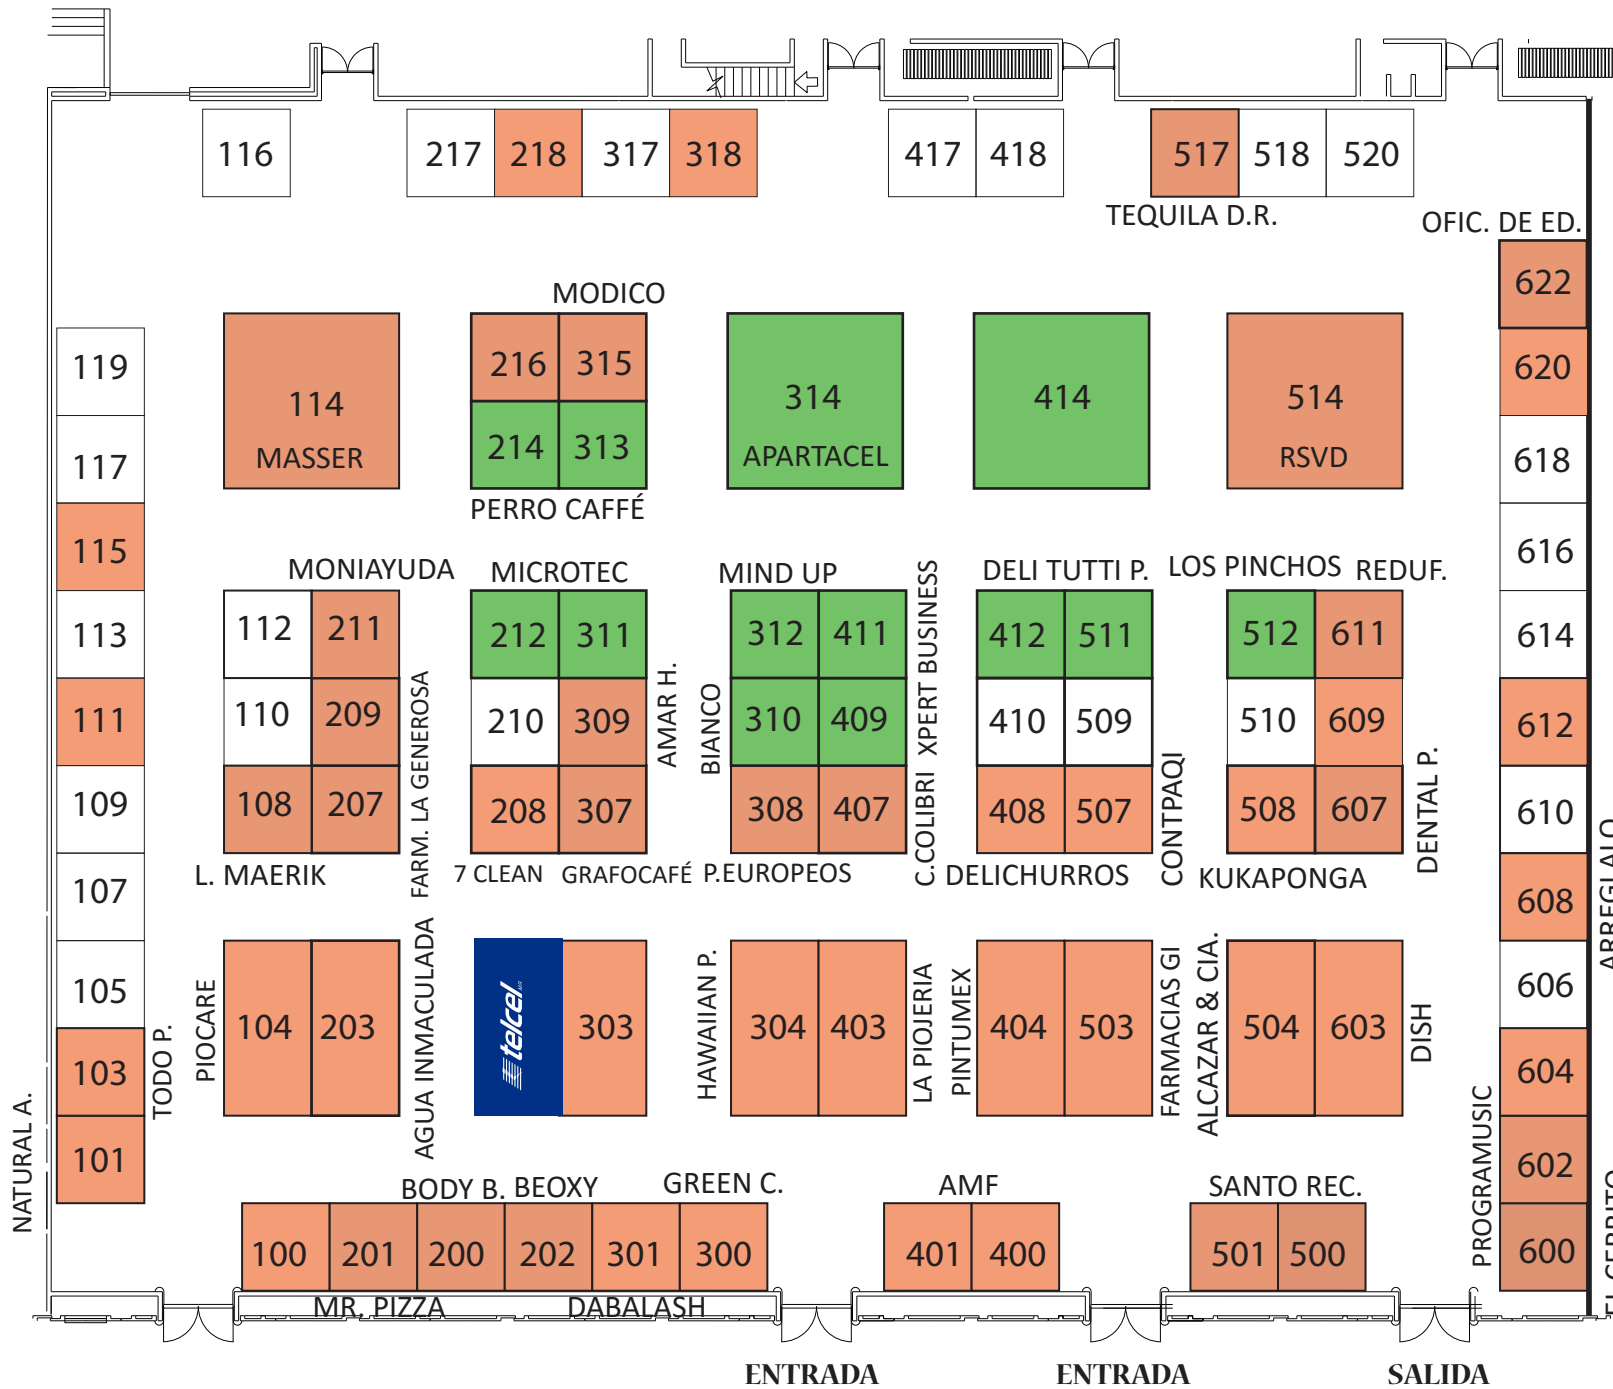 116
217 218 317 318
417 418
517 518 520
TEQUILA D.R.
OFIC. DE ED.
622
MODICO
119
114
MASSER
216 315
214 313
PERRO CAFFÉ
314
APARTACEL
414
514
RSVD
620
117
618
115
616
MONIAYUDA
MICROTEC
MIND UP
XPERT BUSINESS
DELI TUTTI P.
LOS PINCHOS
REDUF.
113
112 211
212 311
312 411
412 511
512 611
614
111
110 209
210 309
310 409
410 509
510 609
612
FARM. LA GENEROSA
AMAR H.
BIANCO
109
108 207
208 307
308 407
408 507
508 607
610
C.COLIBRI
CONTPAQI
DENTAL P.
L. MAERIK
7 CLEAN
GRAFOCAFÉ
P.EUROPEOS
DELICHURROS
KUKAPONGA
107
608
ARREGLALO
105
606
PIOCARE
104 203
AGUA INMACULADA
telcel
303
HAWAIIAN P.
304 403
LA PIOJERIA
PINTUMEX
404 503
FARMACIAS GI
ALCAZAR & CIA.
504 603
DISH
103
TODO P.
604
NATURAL A.
101
602
PROGRAMUSIC
BODY B.
BEOXY
GREEN C.
AMF
SANTO REC.
100 201 200 202 301 300
401 400
501 500
600
EL CERRITO
MR. PIZZA
DABALASH
ENTRADA
ENTRADA
SALIDA